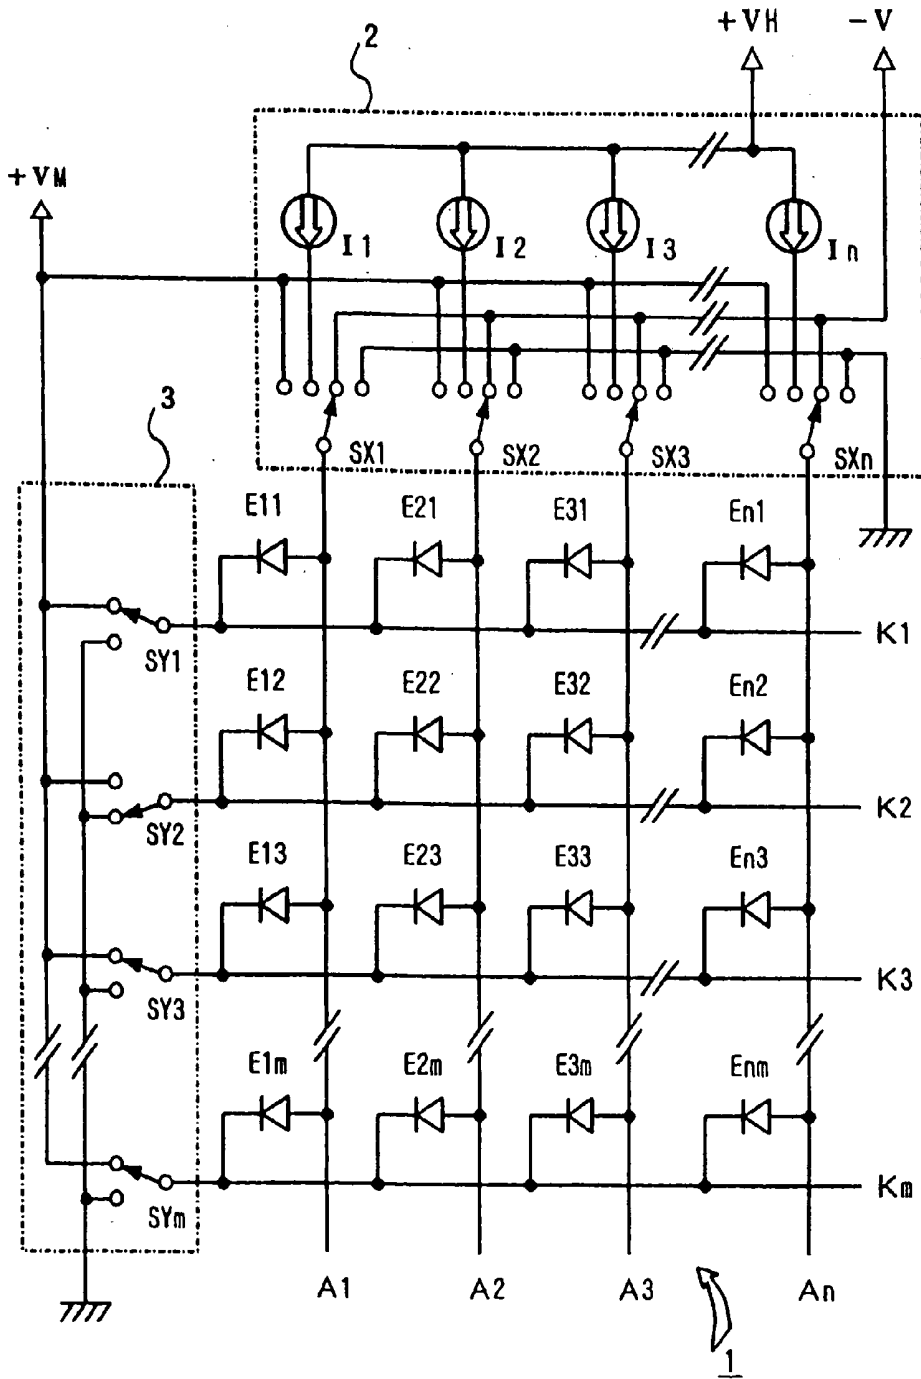 +VH -V
2
+VM
I1 I2 I3 In
3
SX1 SX2 SX3 SXn
E11 E21 E31 En1
K1
SY1
E12 E22 E32 En2
K2
SY2
E13 E23 E33 En3
K3
SY3
E1m E2m E3m Enm
Km
SYm
A1 A2 A3 An
1